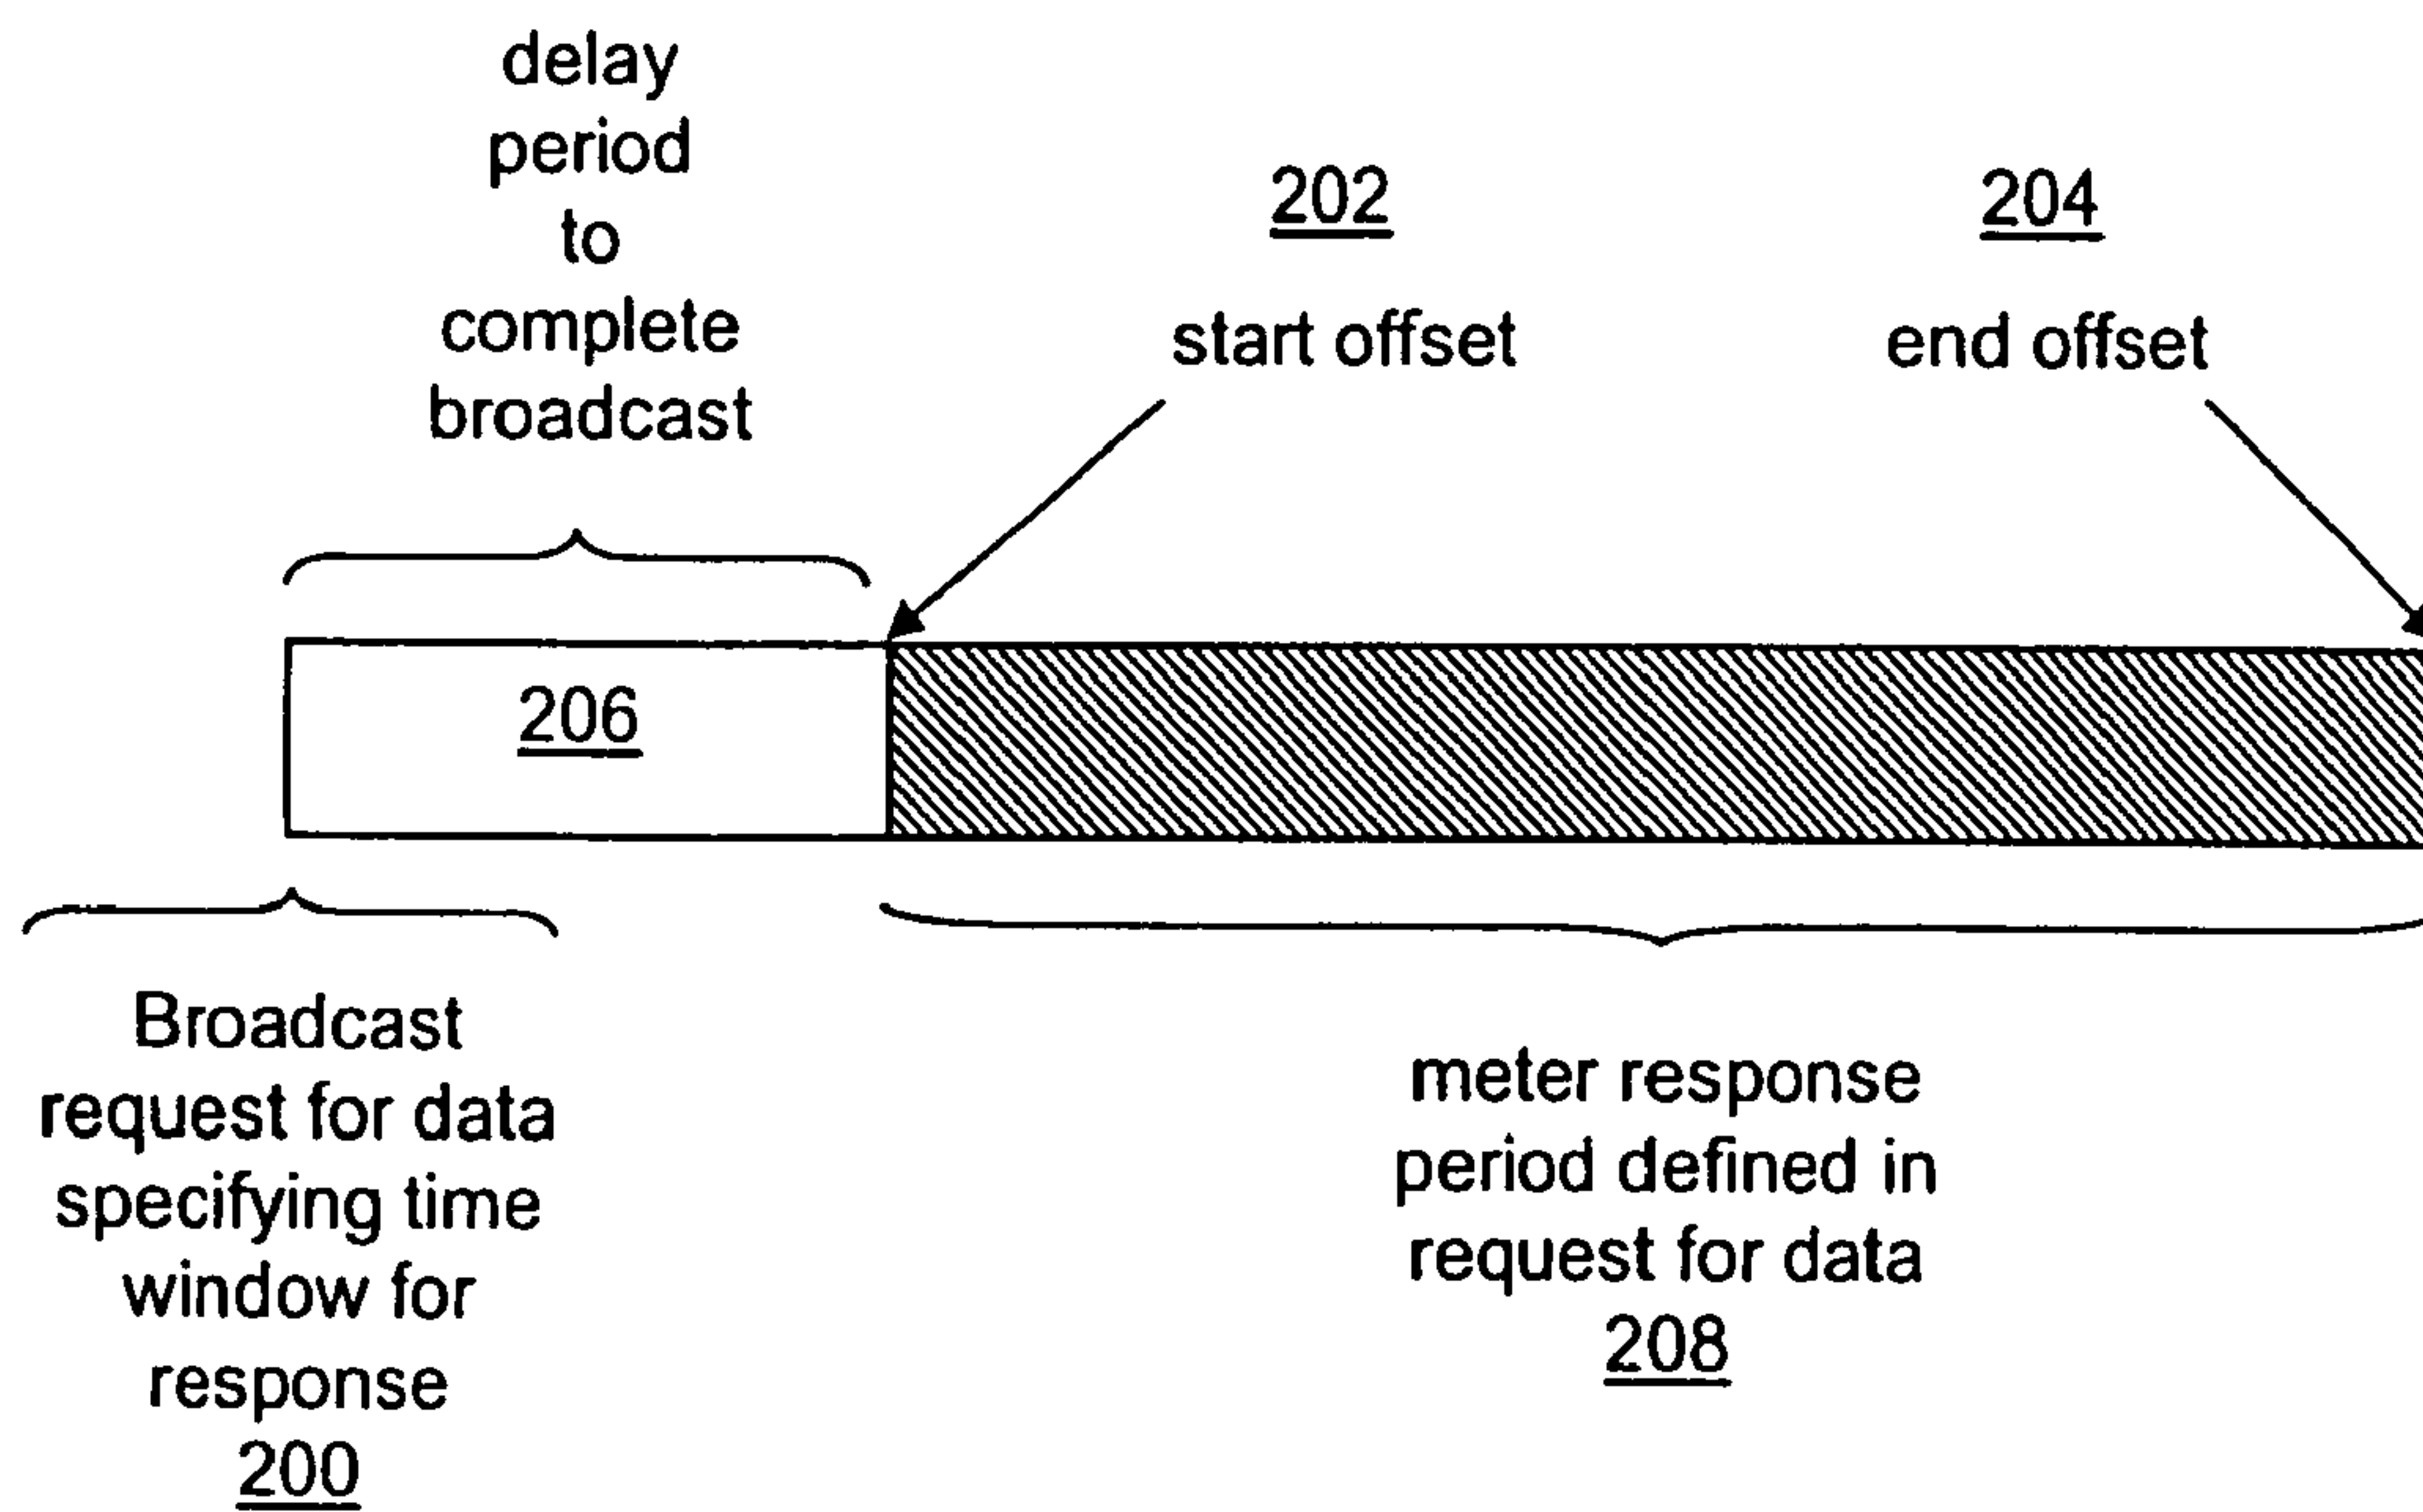 delay
period
to
complete
broadcast
202
start offset
204
end offset
206
Broadcast
request for data
specifying time
window for
response
200
meter response
period defined in
request for data
208